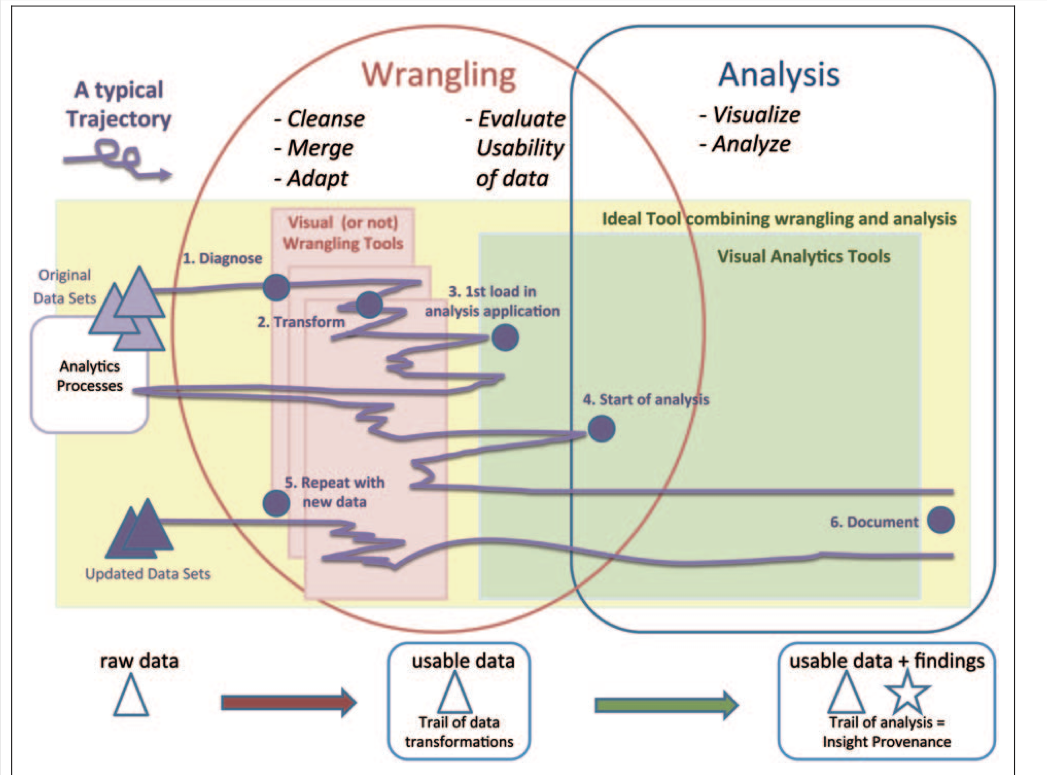 Wrangling
Analysis
A typical
Trajectory
- Cleanse
- Merge
- Adapt
- Evaluate
Usability
of data
- Visualize
- Analyze
Ideal Tool combining wrangling and analysis
Visual (or not)
Wrangling Tools
Visual Analytics Tools
Original
Data Sets
1. Diagnose
2. Transform
3. 1st load in
analysis application
Analytics
Processes
4. Start of analysis
5. Repeat with
new data
6. Document
Updated Data Sets
raw data
usable data
Trail of data
transformations
usable data + findings
Trail of analysis =
Insight Provenance